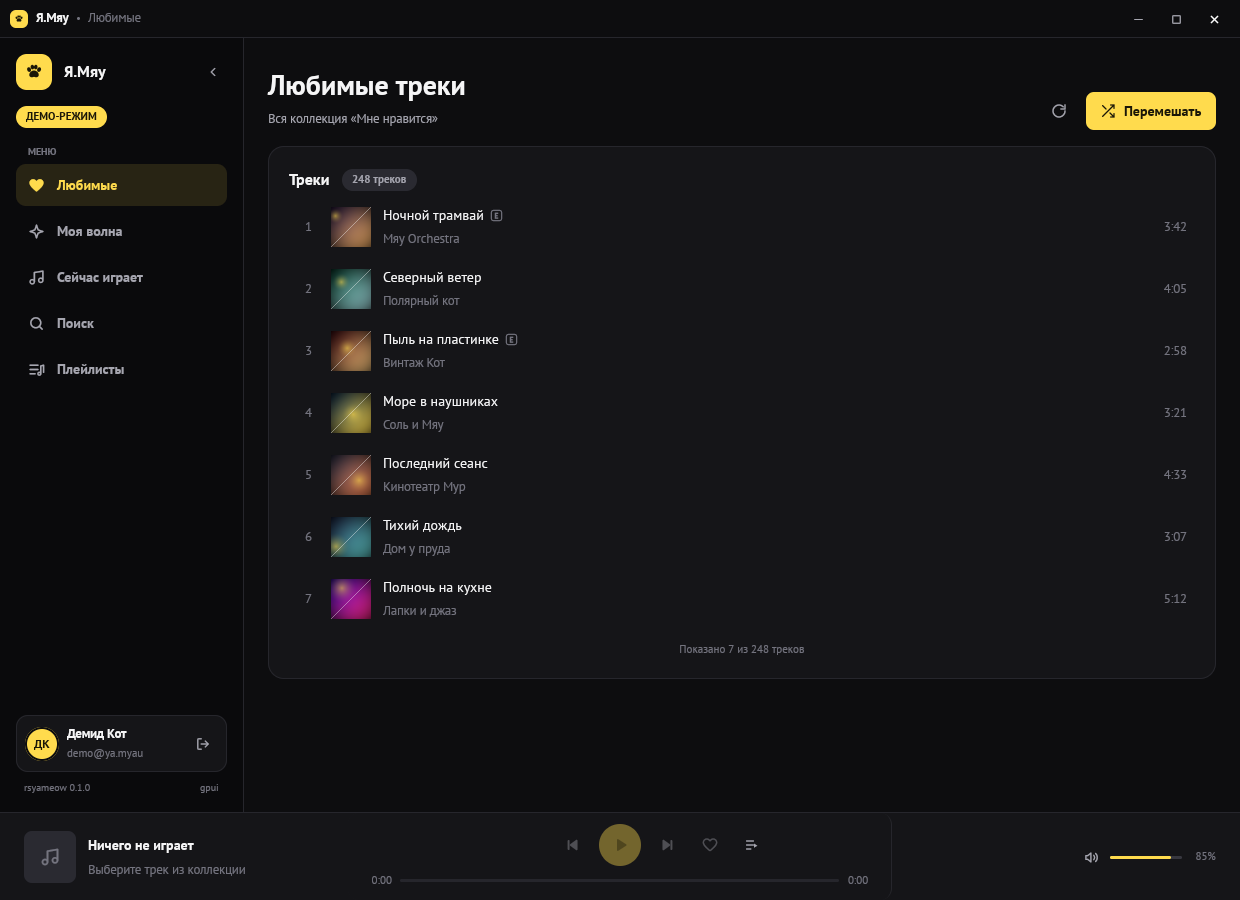 Я.Мяу • Любимые
Я.Мяу
ДЕМО-РЕЖИМ
МЕНЮ
Любимые
Моя волна
Сейчас играет
Поиск
Плейлисты
Демид Кот
ДК
demo@ya.myau
rsyameow 0.1.0 gpui
Любимые треки
Вся коллекция «Мне нравится»
Перемешать
Треки 248 треков
1 Ночной трамвай E 3:42
Мяу Orchestra
2 Северный ветер 4:05
Полярный кот
3 Пыль на пластинке E 2:58
Винтаж Кот
4 Море в наушниках 3:21
Соль и Мяу
5 Последний сеанс 4:33
Кинотеатр Мур
6 Тихий дождь 3:07
Дом у пруда
7 Полночь на кухне 5:12
Лапки и джаз
Показано 7 из 248 треков
Ничего не играет
Выберите трек из коллекции
0:00 0:00
85%